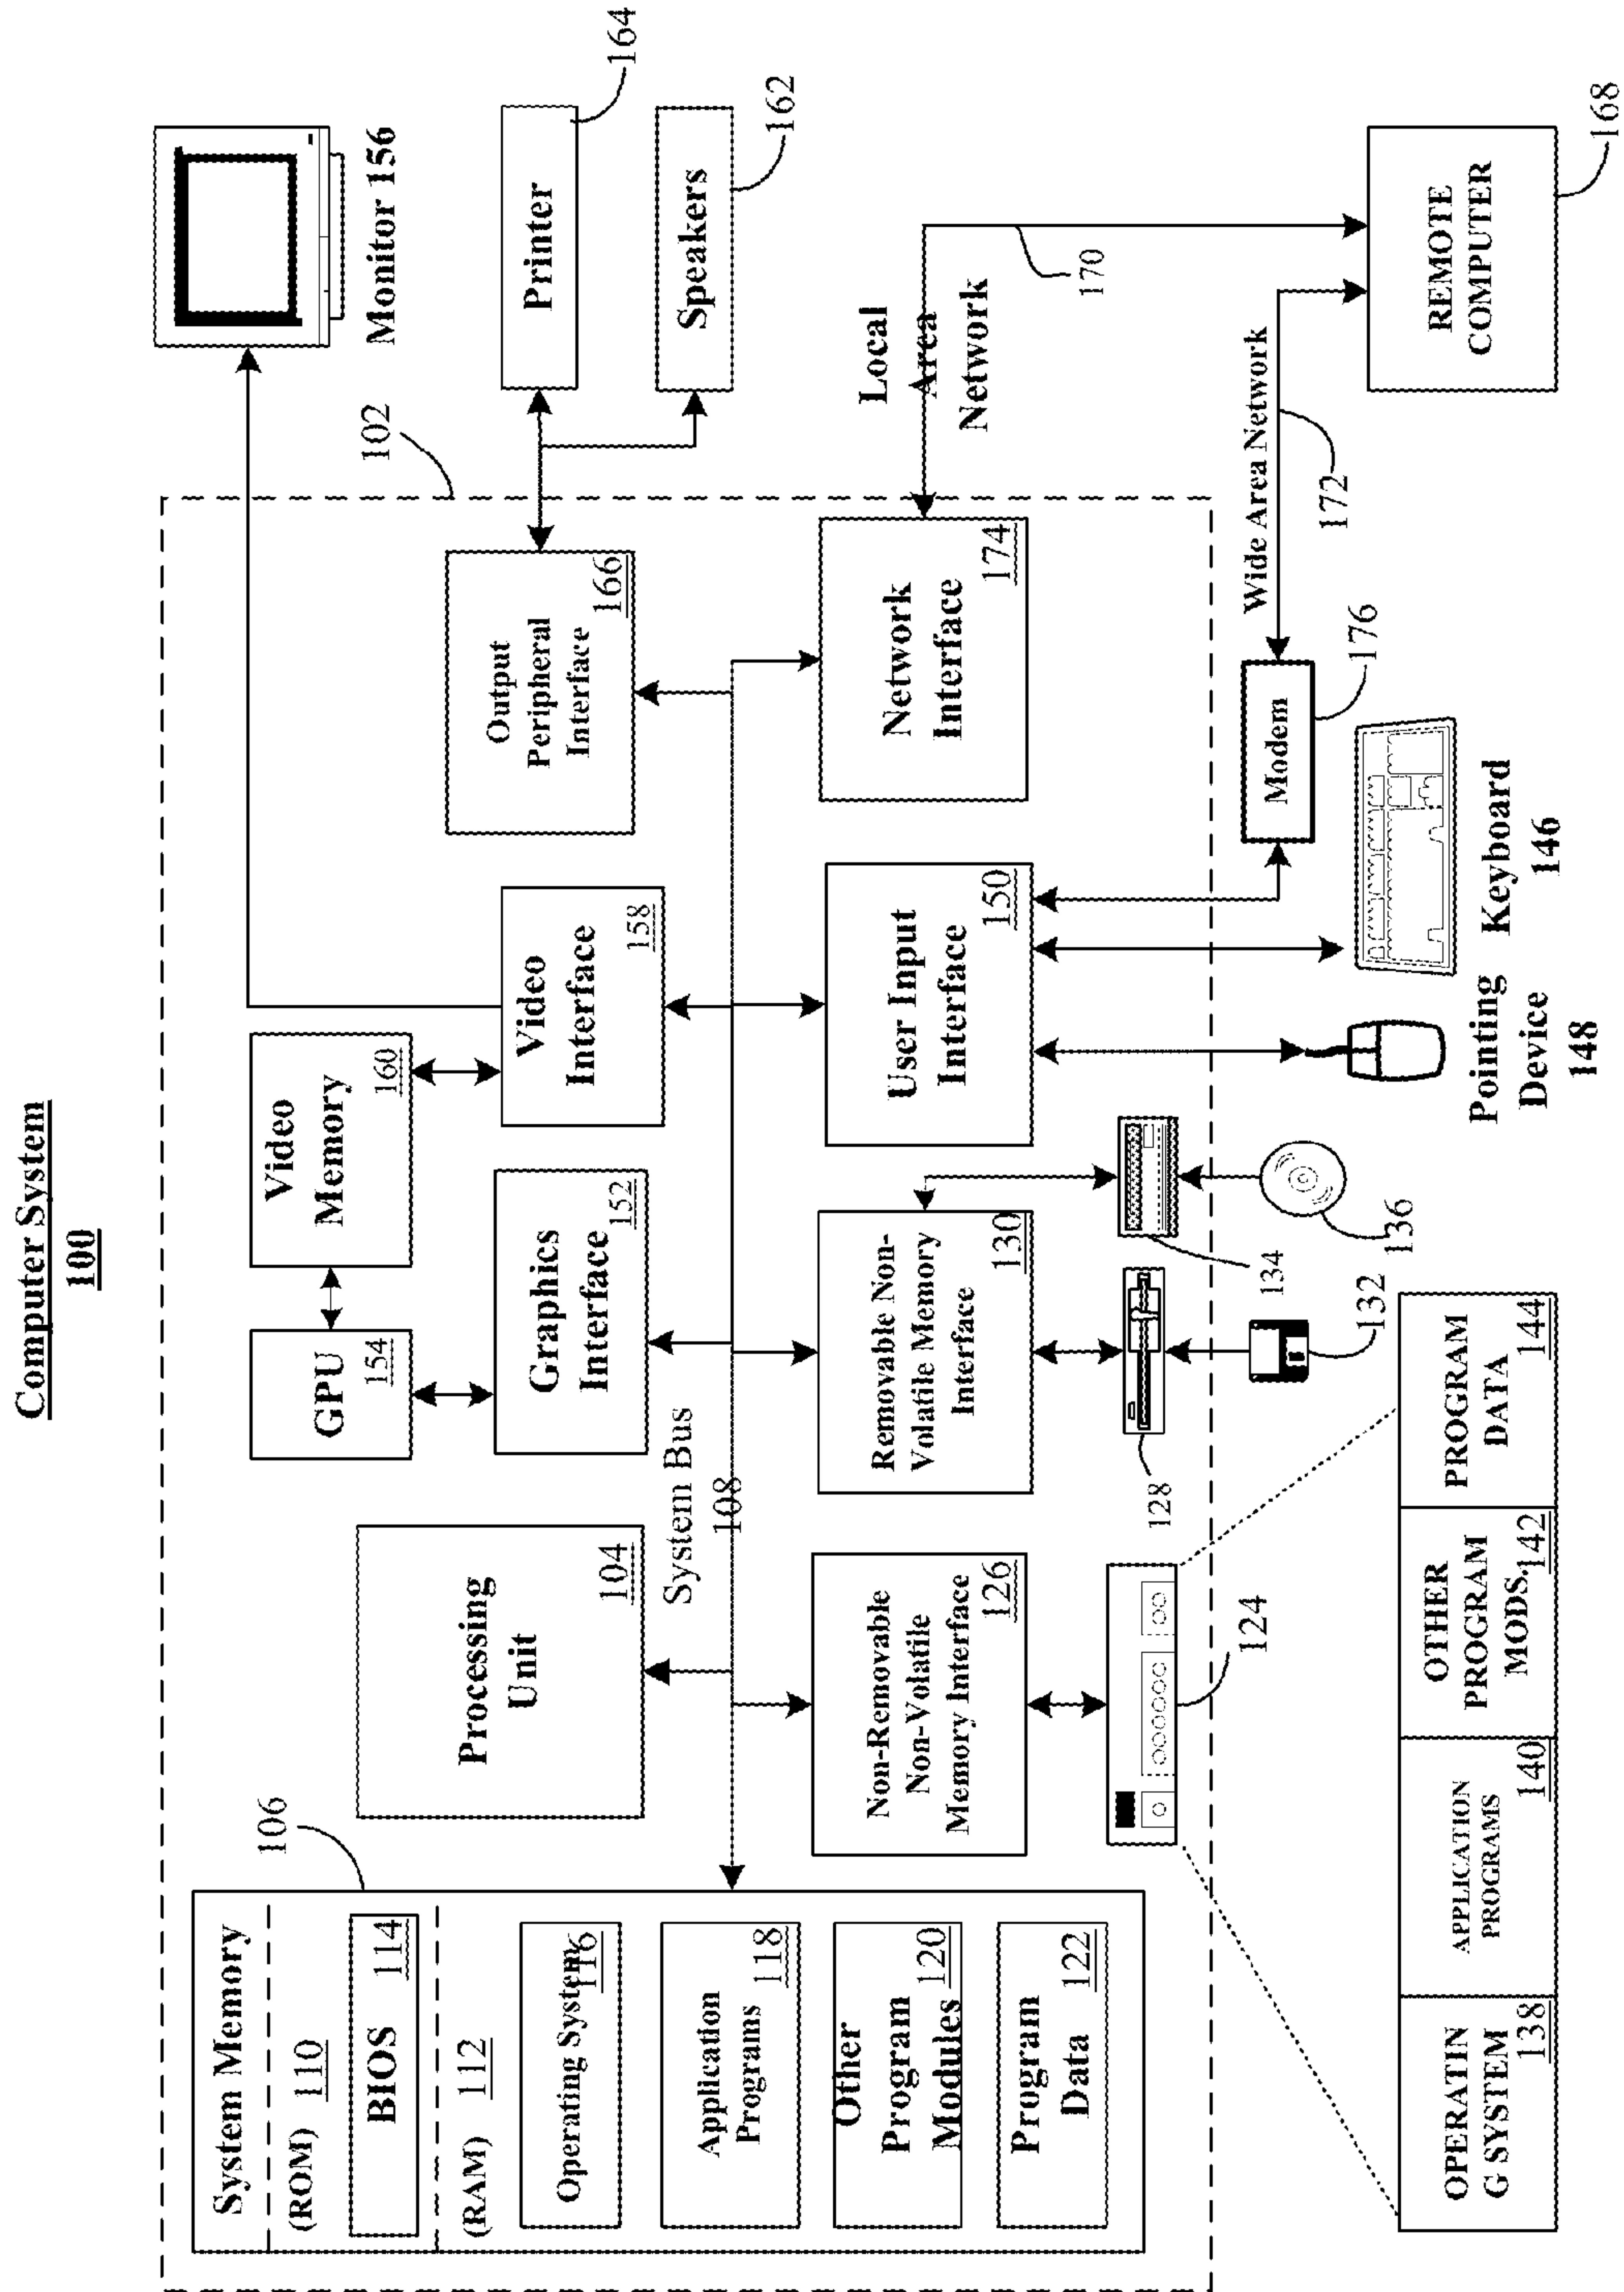 Computer System
100
System Memory
(ROM) 110
BIOS 114
(RAM) 112
Operating System
116
Application
Programs 118
Other
Program
Modules 120
Program
Data 122
106
Processing
Unit
104
System Bus
108
GPU
154
Graphics
Interface
152
Video
Memory
160
Video
Interface
158
Output
Peripheral
Interface
166
102
Monitor 156
Printer
164
Speakers
162
Non-Removable
Non-Volatile
Memory Interface
126
Removable Non-
Volatile Memory
Interface
130
User Input
Interface
150
Network
Interface
174
Local
Area
Network
170
124
128
134
132
136
Pointing
Device
148
Keyboard
146
Modem
176
Wide Area Network
172
REMOTE
COMPUTER
168
OPERATIN
G SYSTEM
138
APPLICATION
PROGRAMS
140
OTHER
PROGRAM
MODS.
142
PROGRAM
DATA
144